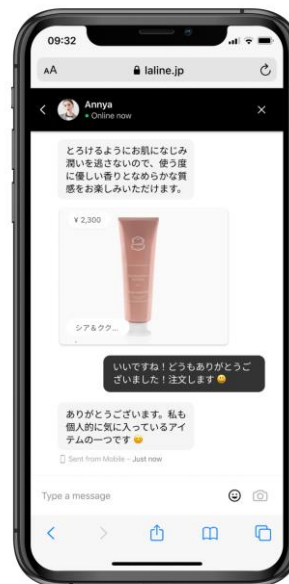 09:32
AA
laline.jp
Annya
Online now
とろけるようにお肌になじみ
潤いを逃さないので、使う度
に優しい香りとなめらかな質
感をお楽しみいただけます。
¥ 2,300
シア&クク...
いいですね!どうもありがとうご
ざいました!注文します
ありがとうございます。私も
個人的に気に入っているアイ
テムの一つです
Sent from Mobile - Just now
Type a message